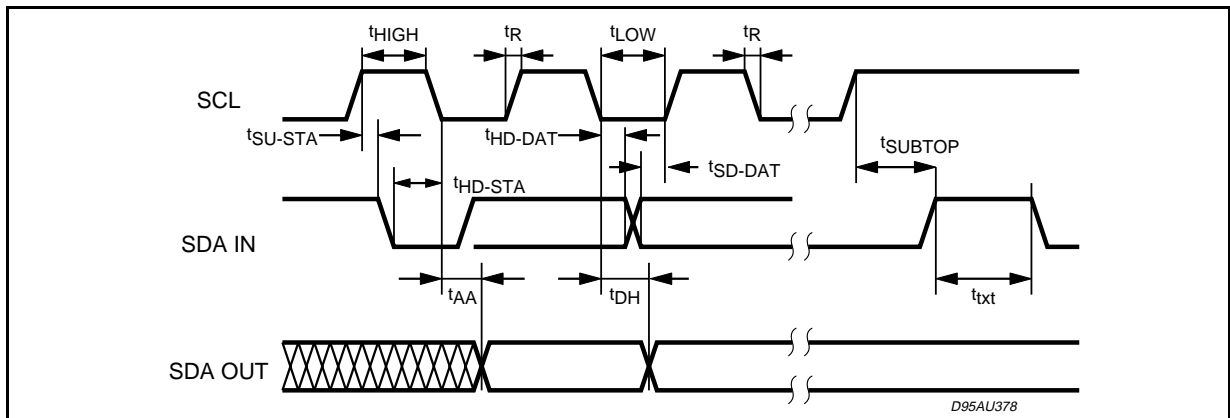 tHIGH
tR
tLOW
tR
SCL
tSU-STA
tHD-DAT
tSUBTOP
tSD-DAT
tHD-STA
SDA IN
tAA
tDH
ttxt
SDA OUT
D95AU378